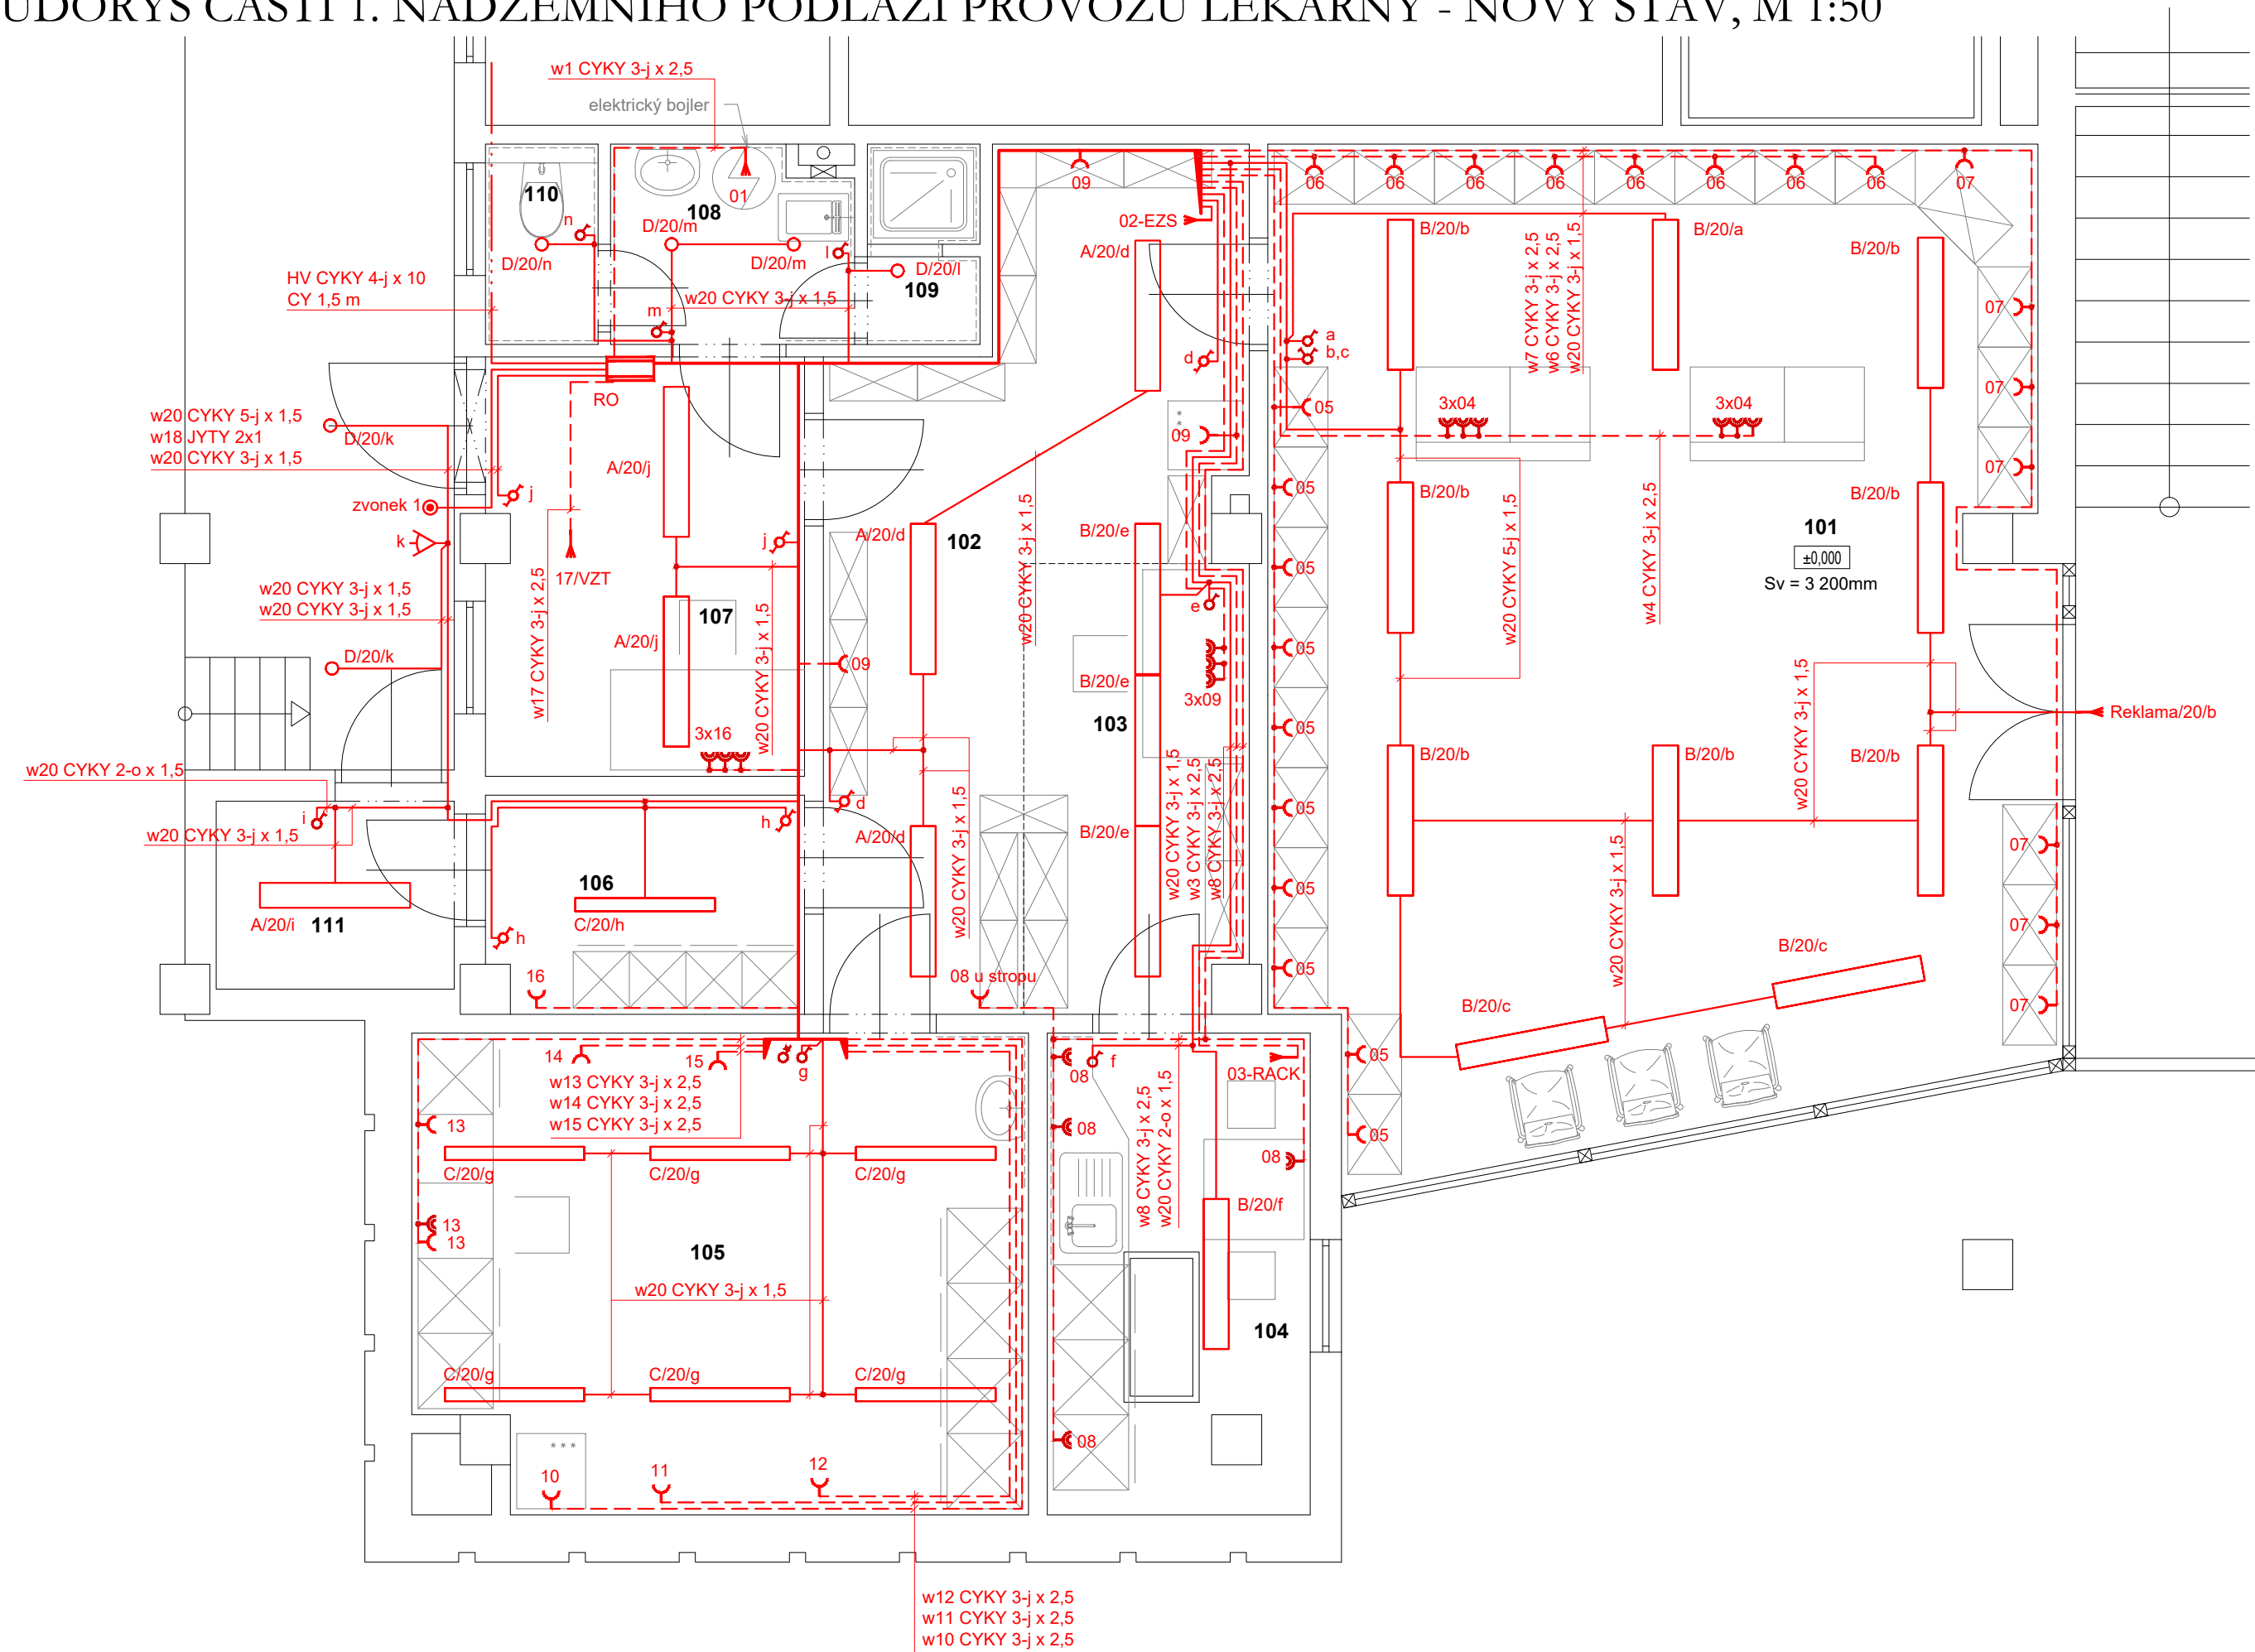 UDORYS ČÁSTI 1. NADZEMNÍHO PODLAŽÍ PROVOZU LÉKÁRNY - NOVÝ STAV, M 1:50
w1 CYKY 3-j x 2,5
elektrický bojler
110
n
D/20/n
108
01
D/20/m
D/20/m
l
D/20/l
109
m
w20 CYKY 3-j x 1,5
HV CYKY 4-j x 10
CY 1,5 m
09
02-EZS
A/20/d
d
09
06
06
06
06
06
06
06
06
07
B/20/b
B/20/a
B/20/b
w7 CYKY 3-j x 2,5
w6 CYKY 3-j x 2,5
w20 CYKY 3-j x 1,5
a
b,c
07
07
07
3x04
3x04
05
RO
w20 CYKY 5-j x 1,5
w18 JYTY 2x1
w20 CYKY 3-j x 1,5
D/20/k
zvonek 1
k
j
A/20/j
j
17/VZT
w17 CYKY 3-j x 2,5
107
A/20/j
w20 CYKY 3-j x 1,5
w20 CYKY 3-j x 1,5
w20 CYKY 3-j x 1,5
D/20/k
3x16
09
A/20/d
102
w20 CYKY 3-j x 1,5
B/20/e
e
B/20/e
3x09
103
B/20/e
w20 CYKY 3-j x 1,5
w3 CYKY 3-j x 2,5
w8 CYKY 3-j x 2,5
05
05
05
05
05
05
05
B/20/b
w20 CYKY 5-j x 1,5
w4 CYKY 3-j x 2,5
B/20/b
101
±0,000
Sv = 3 200mm
w20 CYKY 3-j x 1,5
Reklama/20/b
B/20/b
B/20/b
B/20/b
w20 CYKY 3-j x 1,5
B/20/c
B/20/c
07
07
07
05
05
w20 CYKY 2-o x 1,5
i
w20 CYKY 3-j x 1,5
A/20/i
111
106
C/20/h
h
h
16
d
A/20/d
w20 CYKY 3-j x 1,5
08 u stropu
14
15
g
w13 CYKY 3-j x 2,5
w14 CYKY 3-j x 2,5
w15 CYKY 3-j x 2,5
13
C/20/g
C/20/g
C/20/g
13
13
105
w20 CYKY 3-j x 1,5
C/20/g
C/20/g
C/20/g
***
10
11
12
08
f
03-RACK
08
w8 CYKY 3-j x 2,5
w20 CYKY 2-o x 1,5
08
B/20/f
104
08
w12 CYKY 3-j x 2,5
w11 CYKY 3-j x 2,5
w10 CYKY 3-j x 2,5